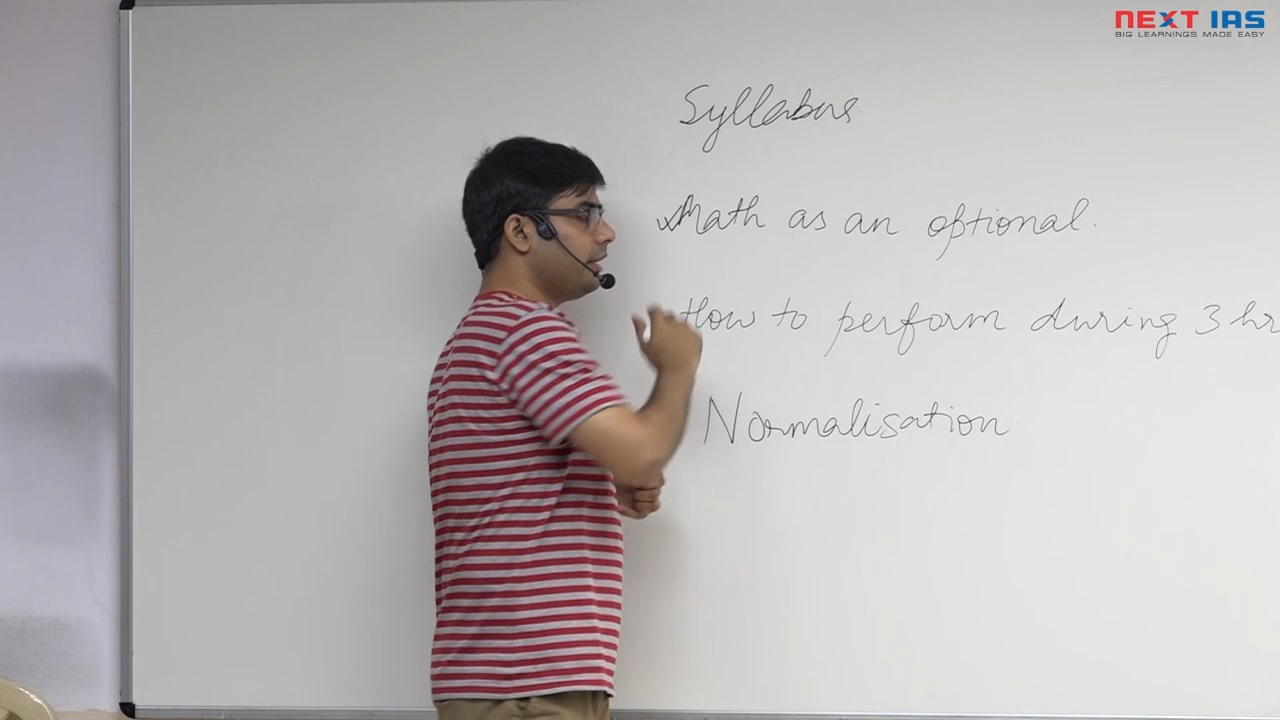 NEXT IAS
BIG LEARNINGS MADE EASY
Syllabus
Math as an optional.
How to perform during 3 hr
Normalisation